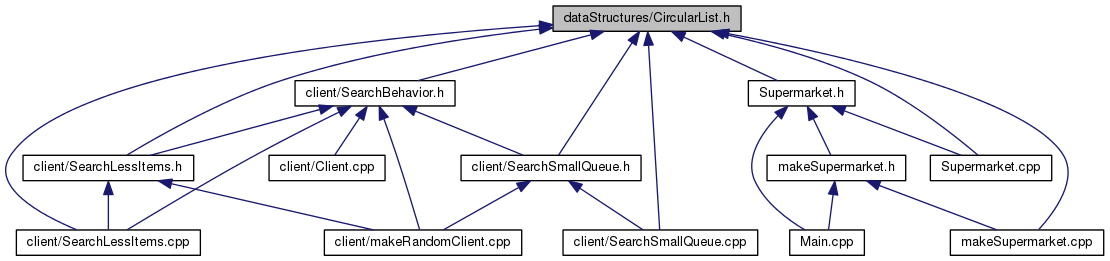 dataStructures/CircularList.h
client/SearchBehavior.h
Supermarket.h
client/SearchLessItems.h
client/Client.cpp
client/SearchSmallQueue.h
makeSupermarket.h
Supermarket.cpp
client/SearchLessItems.cpp
client/makeRandomClient.cpp
client/SearchSmallQueue.cpp
Main.cpp
makeSupermarket.cpp